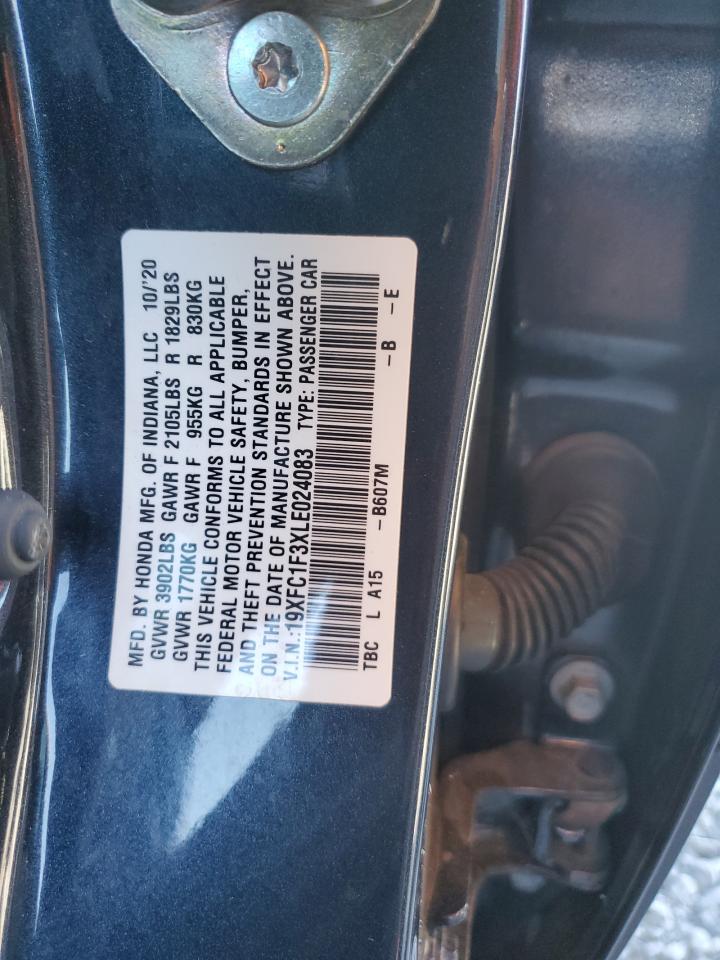 MFD. BY HONDA MFG. OF INDIANA, LLC 10/'20
GVWR 3902LBS GAWR F 2105LBS R 1829LBS
GVWR 1770KG GAWR F 955KG R 830KG
THIS VEHICLE CONFORMS TO ALL APPLICABLE
FEDERAL MOTOR VEHICLE SAFETY, BUMPER,
AND THEFT PREVENTION STANDARDS IN EFFECT
ON THE DATE OF MANUFACTURE SHOWN ABOVE.
V.I.N.:19XFC1F3XLE024083 TYPE: PASSENGER CAR
TBC L A15 -B607M -B -E